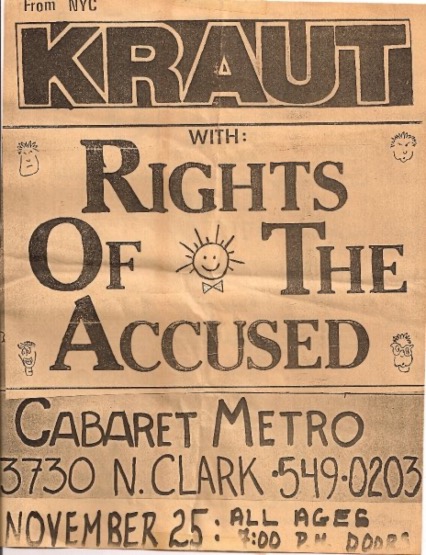 From NYC
KRAUT
WITH:
RIGHTS
OF THE
ACCUSED
CABARET METRO
3730 N. CLARK • 549-0203
NOVEMBER 25: ALL AGES
7:00 P.M. DOORS